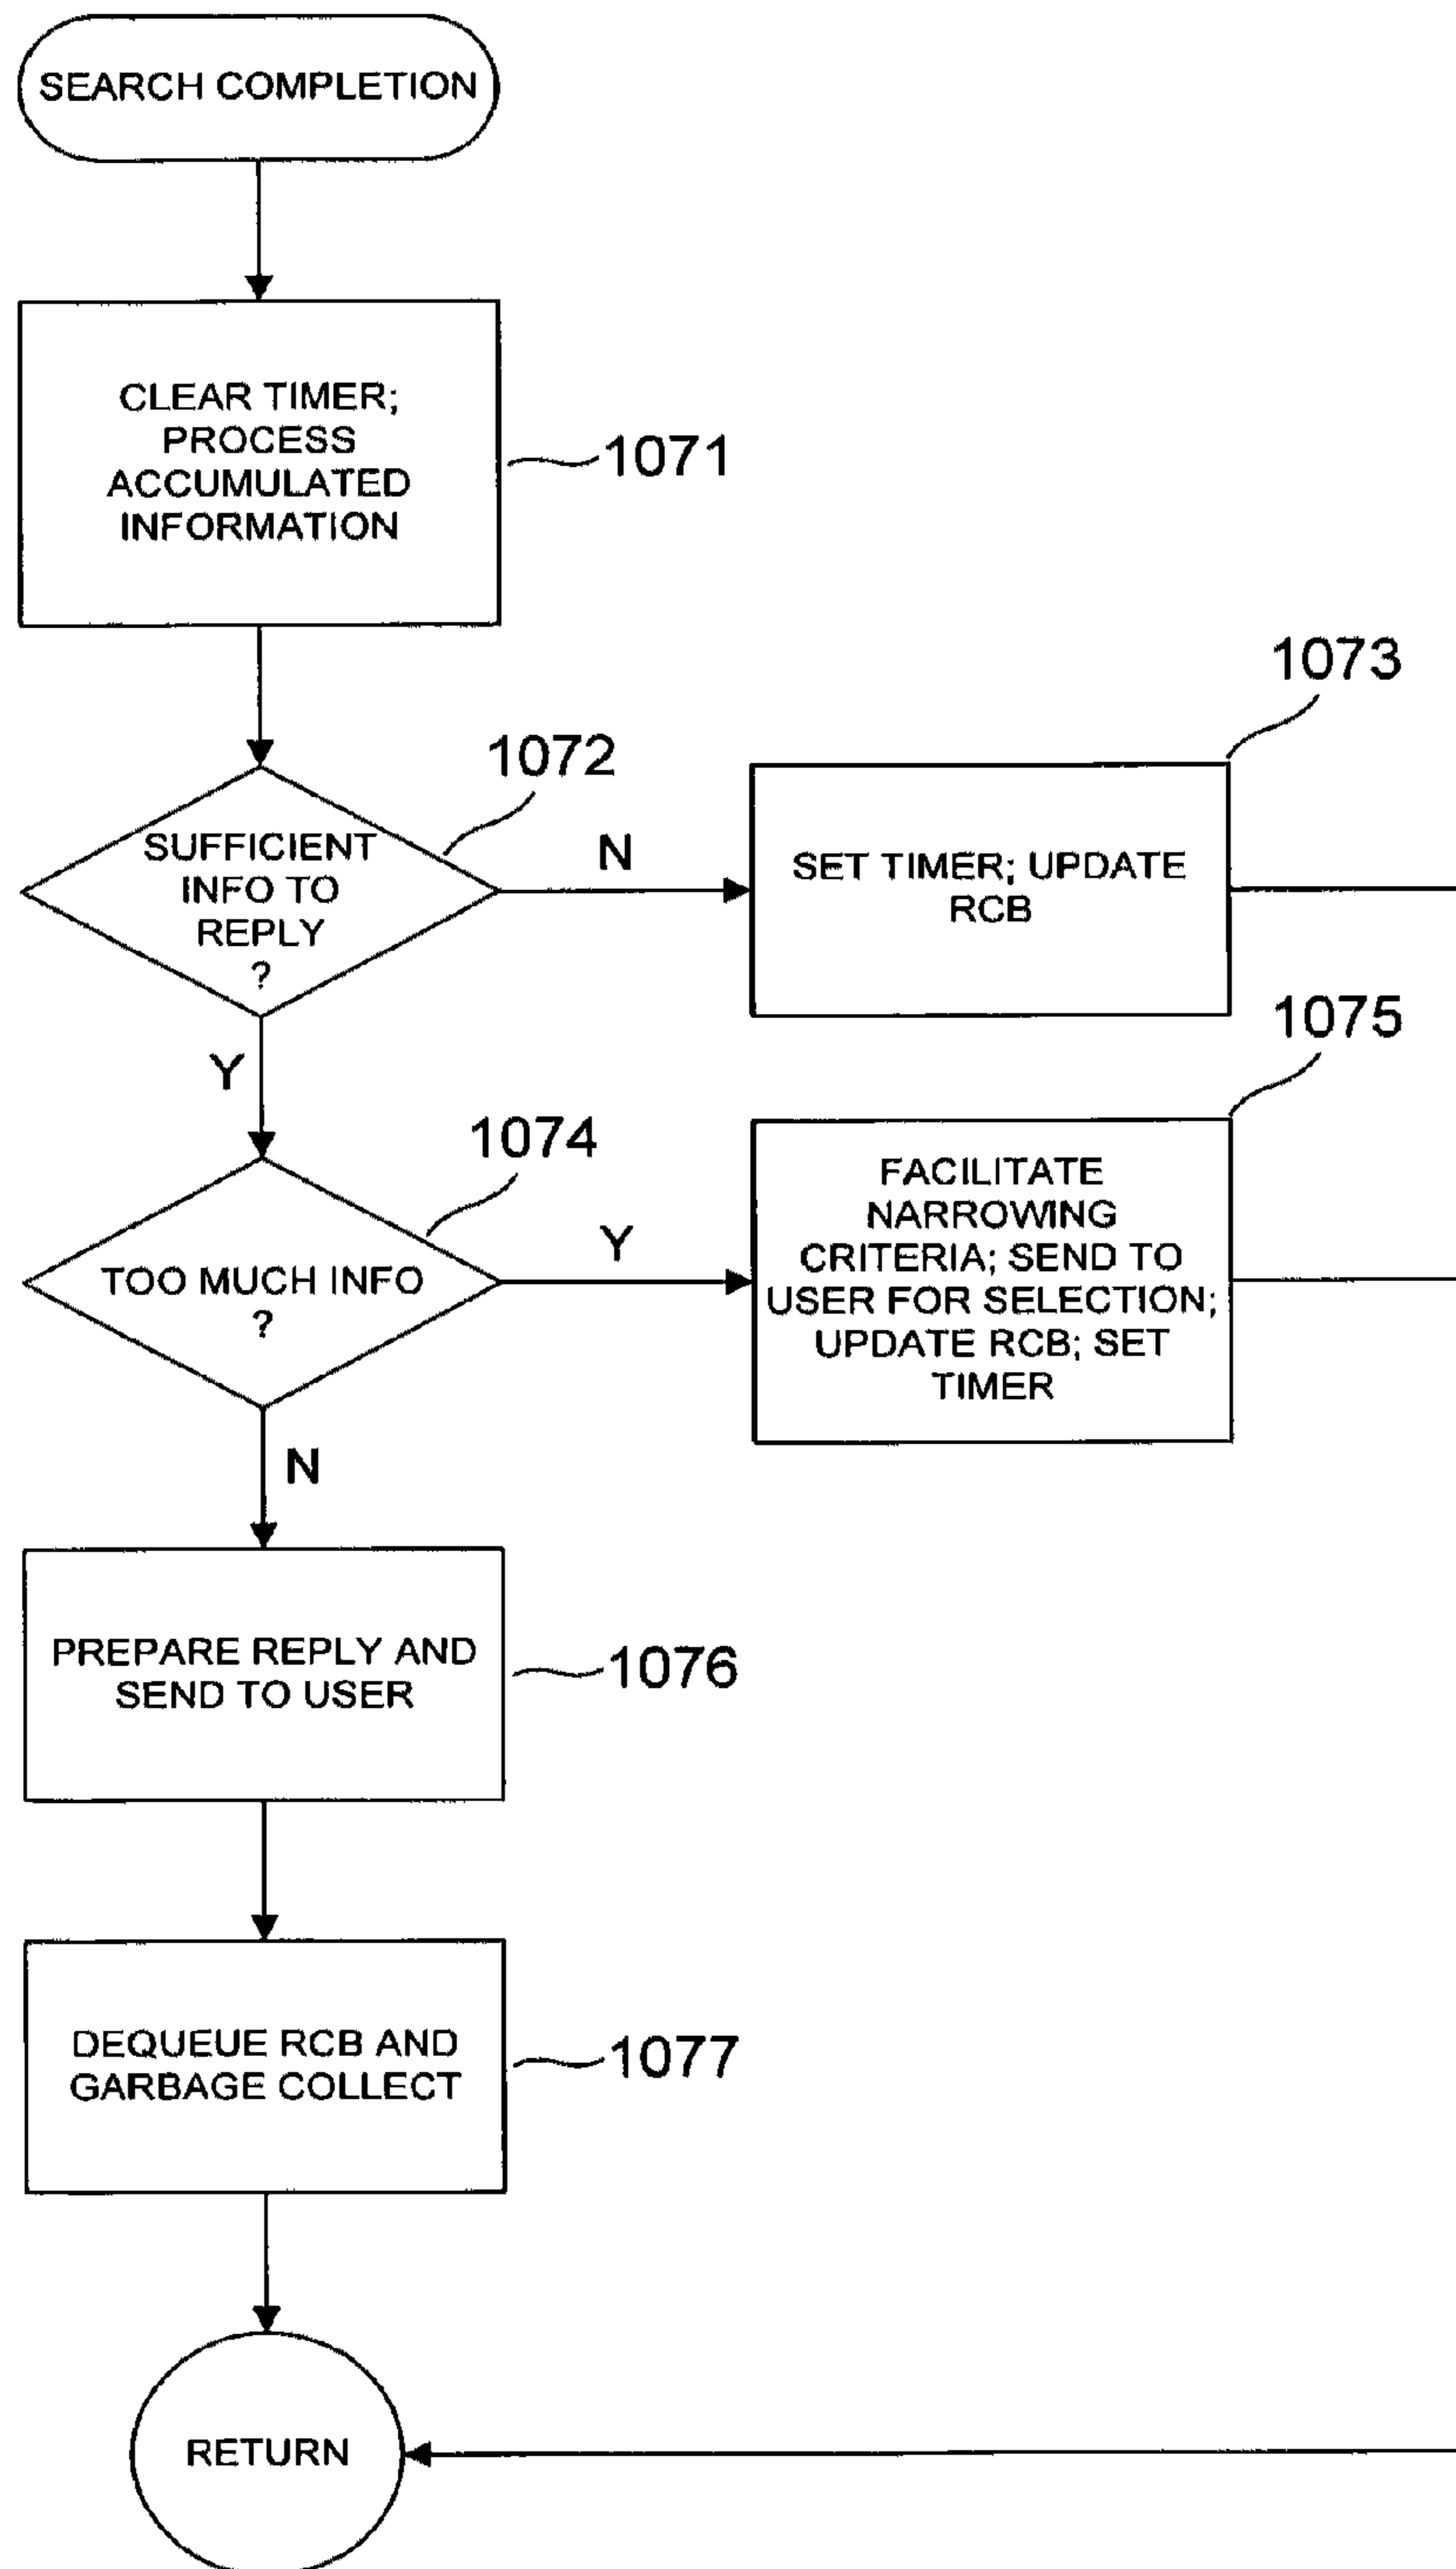 SEARCH COMPLETION
CLEAR TIMER;
PROCESS
ACCUMULATED
INFORMATION
1071
1072
SUFFICIENT
INFO TO
REPLY
?
N
1073
SET TIMER; UPDATE
RCB
Y
1074
TOO MUCH INFO
?
Y
1075
FACILITATE
NARROWING
CRITERIA; SEND TO
USER FOR SELECTION;
UPDATE RCB; SET
TIMER
N
PREPARE REPLY AND
SEND TO USER
1076
DEQUEUE RCB AND
GARBAGE COLLECT
1077
RETURN